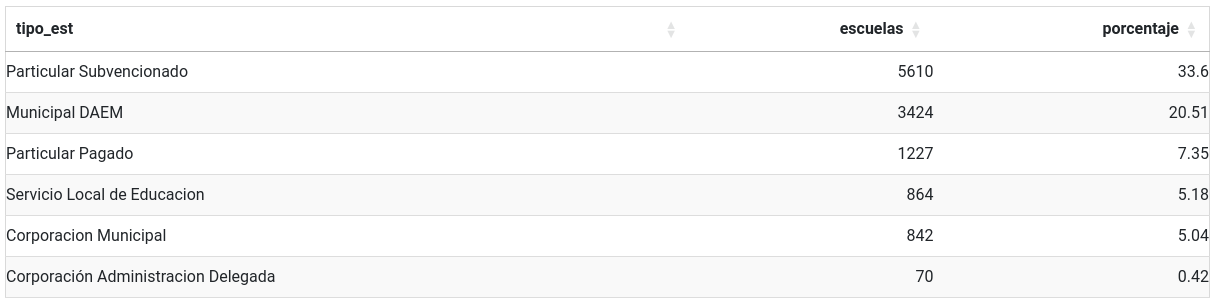 tipo_est escuelas porcentaje
Particular Subvencionado 5610 33.6
Municipal DAEM 3424 20.51
Particular Pagado 1227 7.35
Servicio Local de Educacion 864 5.18
Corporacion Municipal 842 5.04
Corporación Administracion Delegada 70 0.42